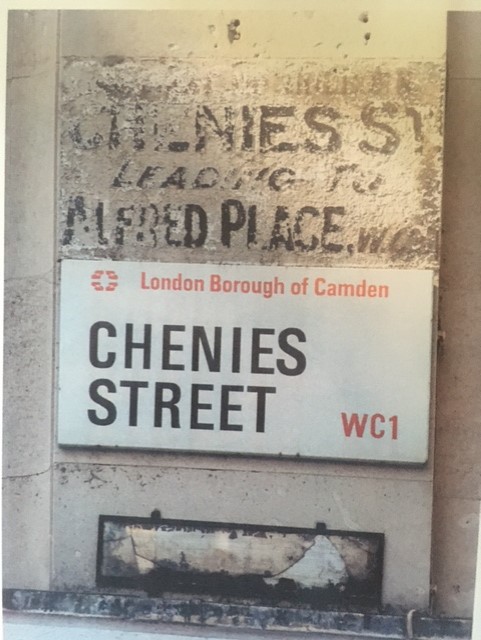 CHENIES ST
LEADING TO
ALFRED PLACE, W.C.
London Borough of Camden
CHENIES
STREET
WC1